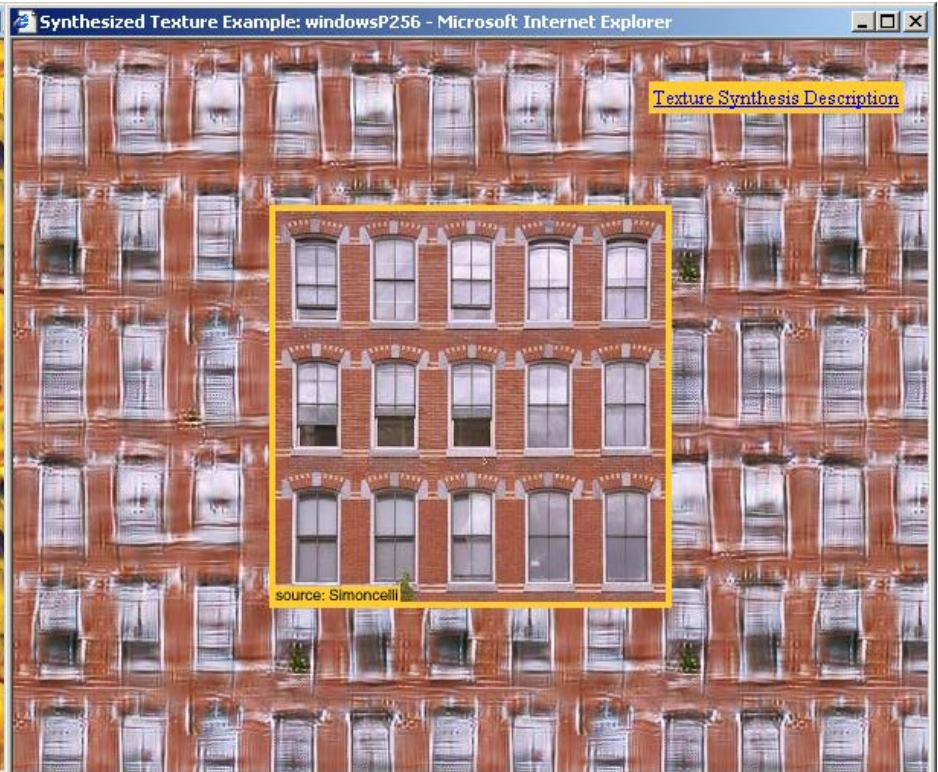 Synthesized Texture Example: windowsP256 - Microsoft Internet Explorer
Texture Synthesis Description
source: Simoncelli